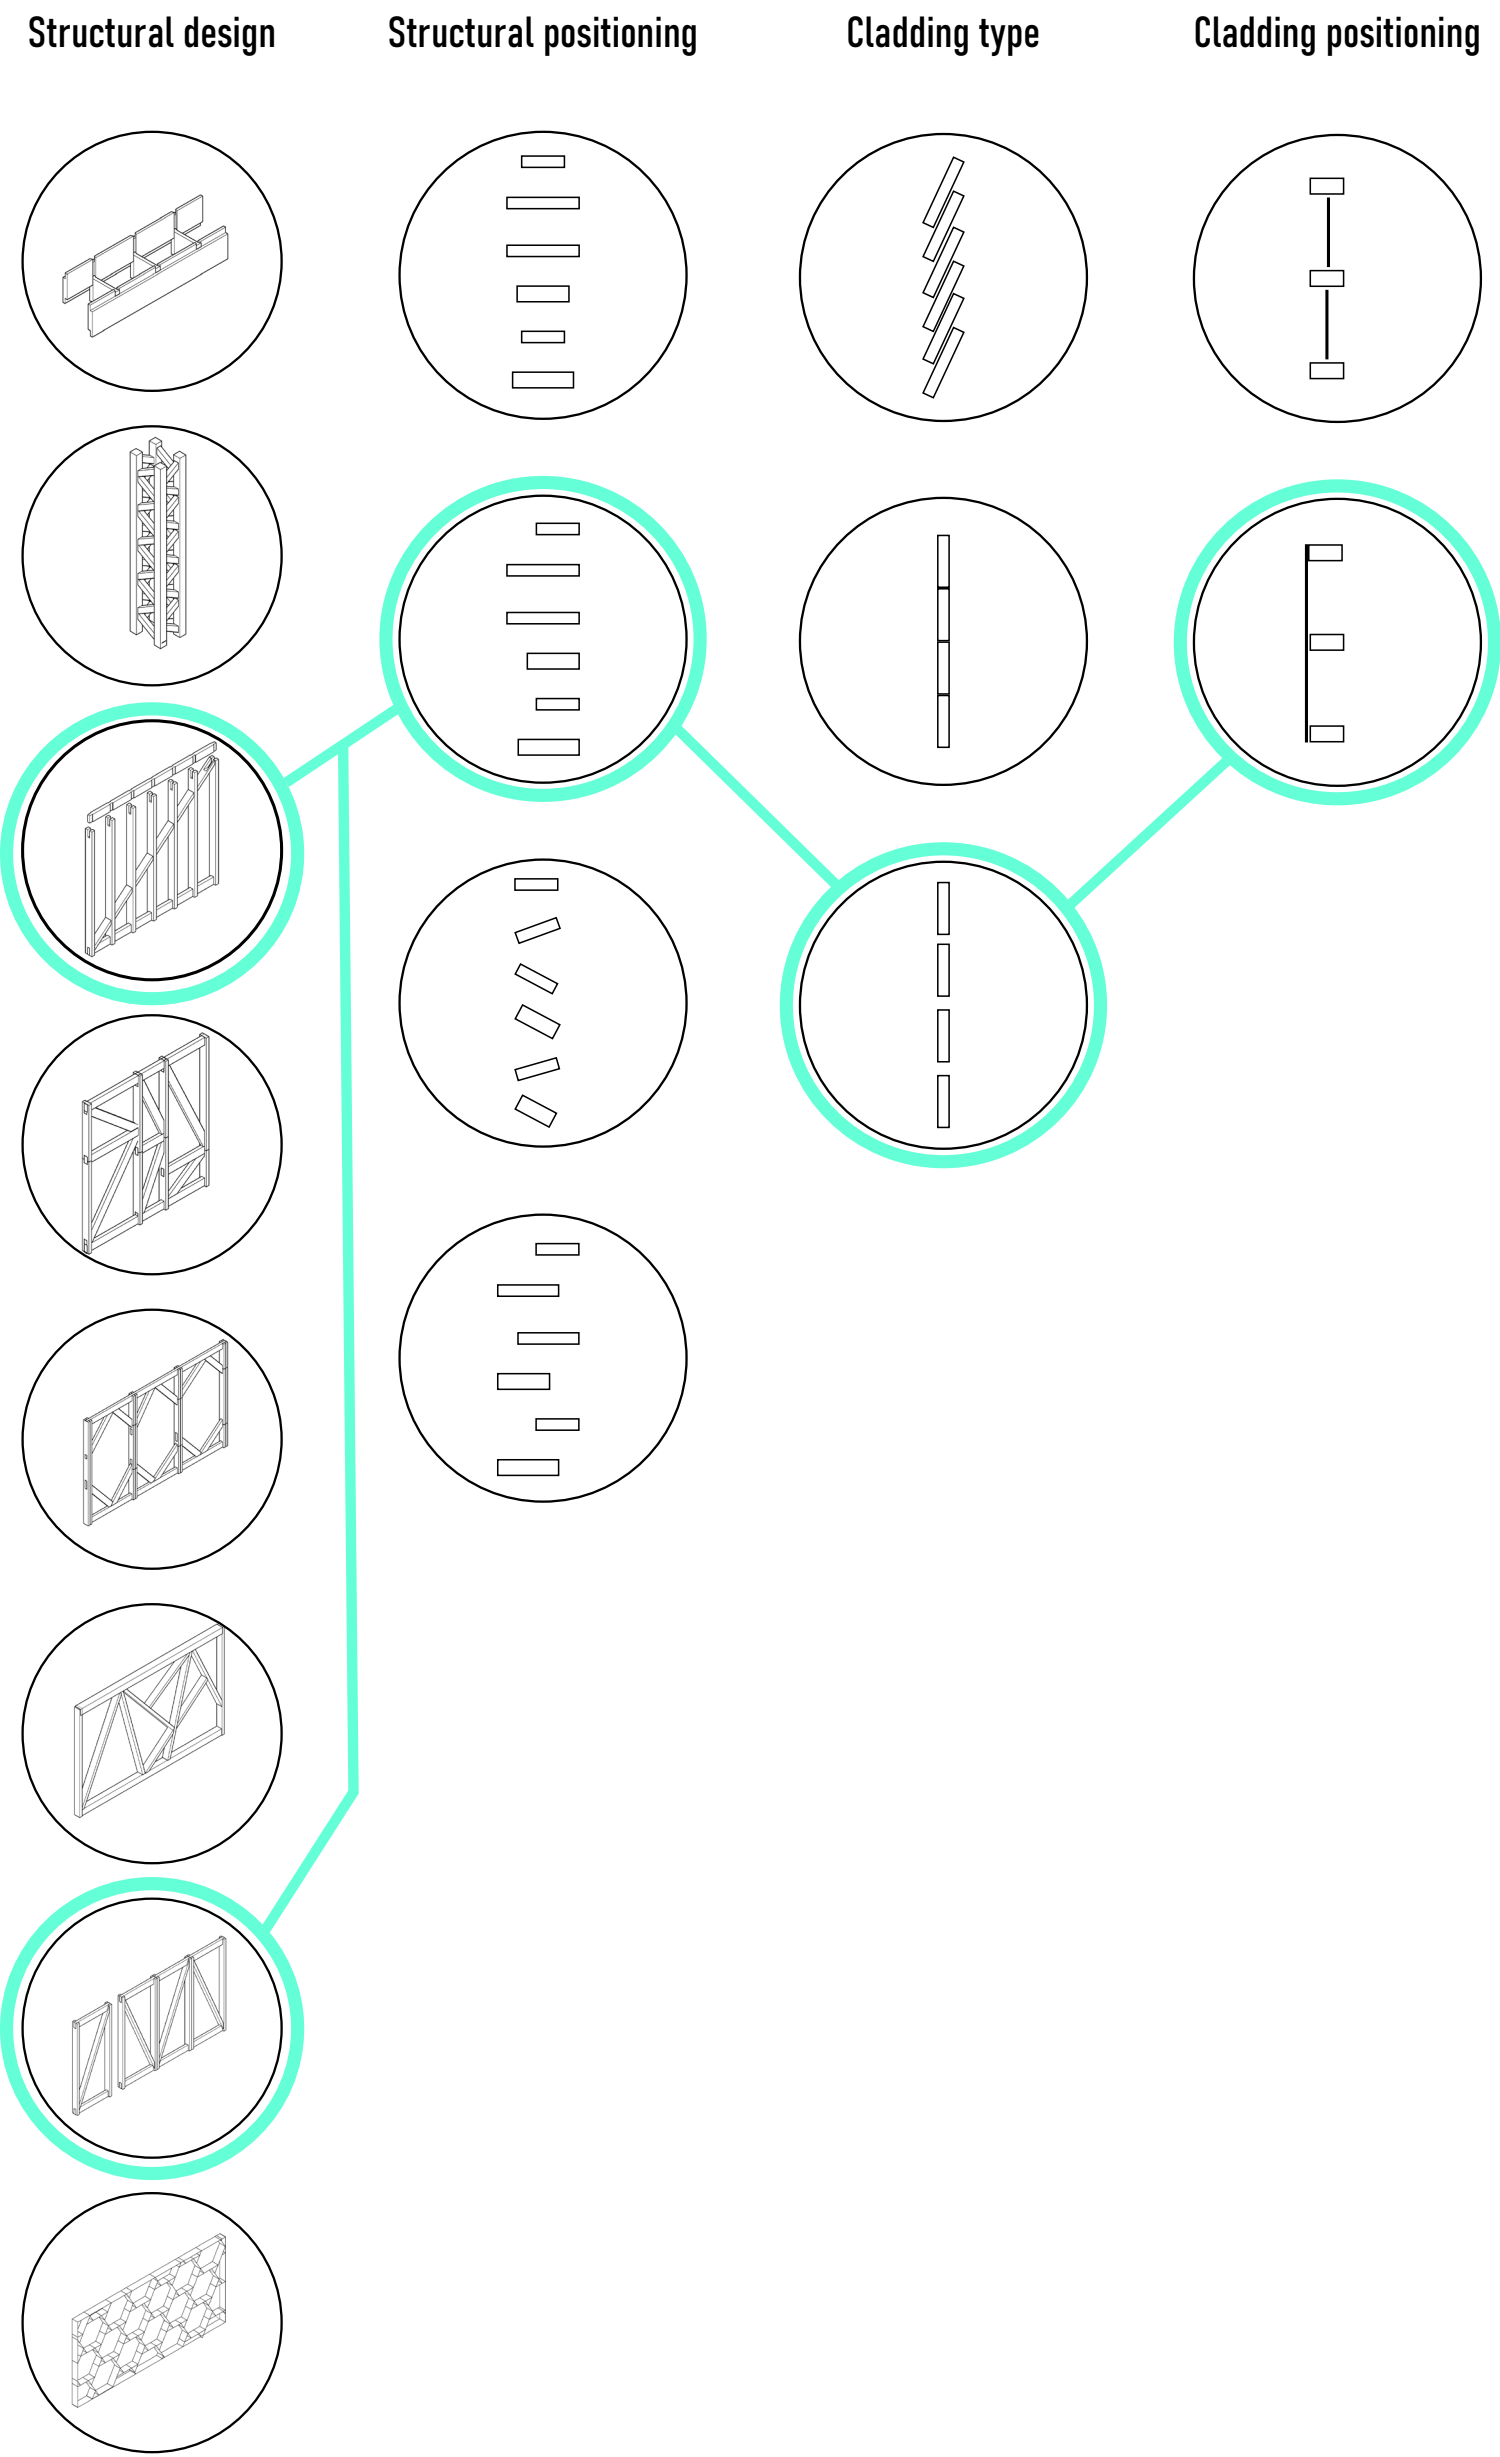 Structural design
Structural positioning
Cladding type
Cladding positioning